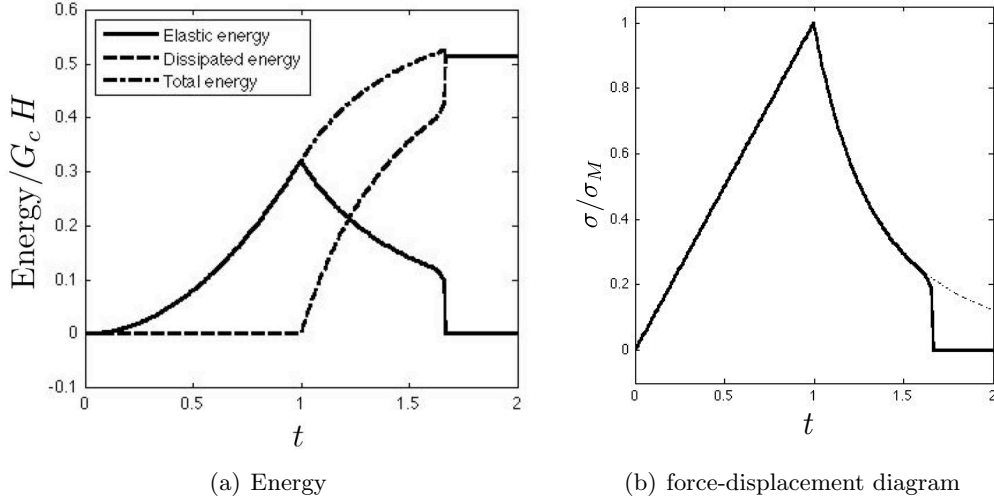 0.6
0.5
0.4
0.3
0.2
0.1
0
-0.1
0
0.5
1
1.5
2
Energy/G_c H
t
Elastic energy
Dissipated energy
Total energy
(a) Energy
1
0.8
0.6
0.4
0.2
0
0
0.5
1
1.5
2
σ/σ_M
t
(b) force-displacement diagram